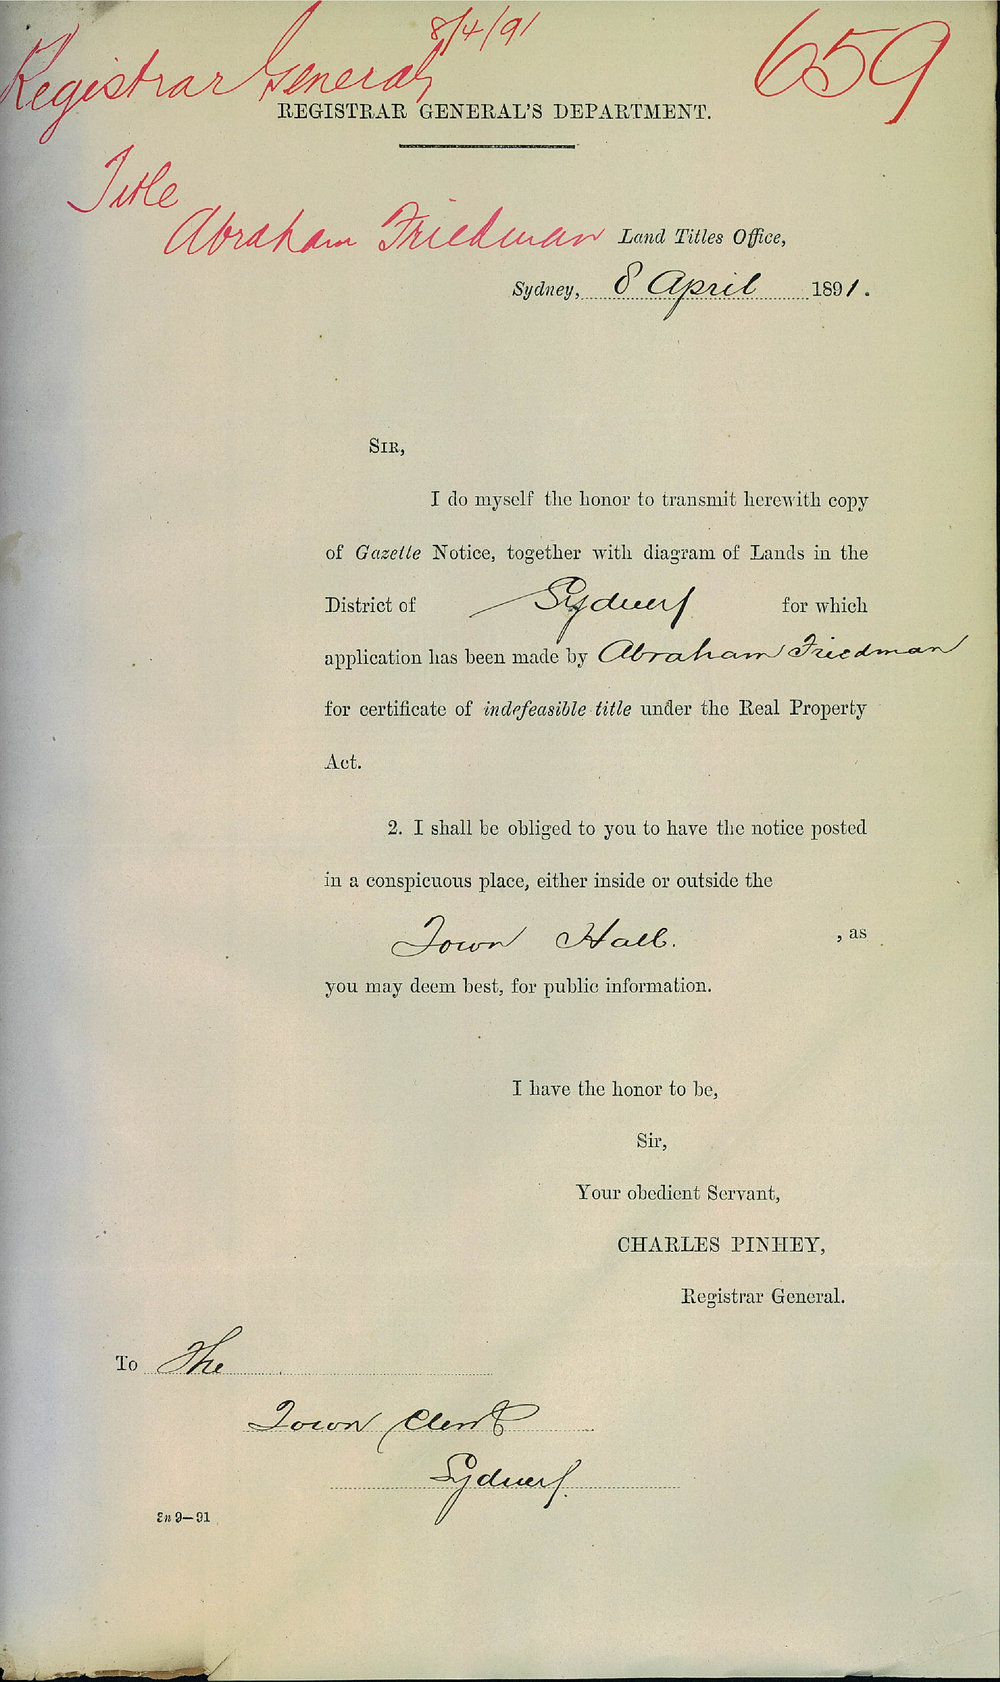 8/4/91
Registrar General
659
REGISTRAR GENERAL'S DEPARTMENT.
Title
Abraham Friedman
Land Titles Office,
Sydney, 8 April 1891.
SIR,
I do myself the honor to transmit herewith copy
of Gazette Notice, together with diagram of Lands in the
District of Sydney for which
application has been made by Abraham Friedman
for certificate of indefeasible title under the Real Property
Act.
2. I shall be obliged to you to have the notice posted
in a conspicuous place, either inside or outside the
Town Hall. , as
you may deem best, for public information.
I have the honor to be,
Sir,
Your obedient Servant,
CHARLES PINHEY,
Registrar General.
To The
Town Clerk
Sydney.
9—91